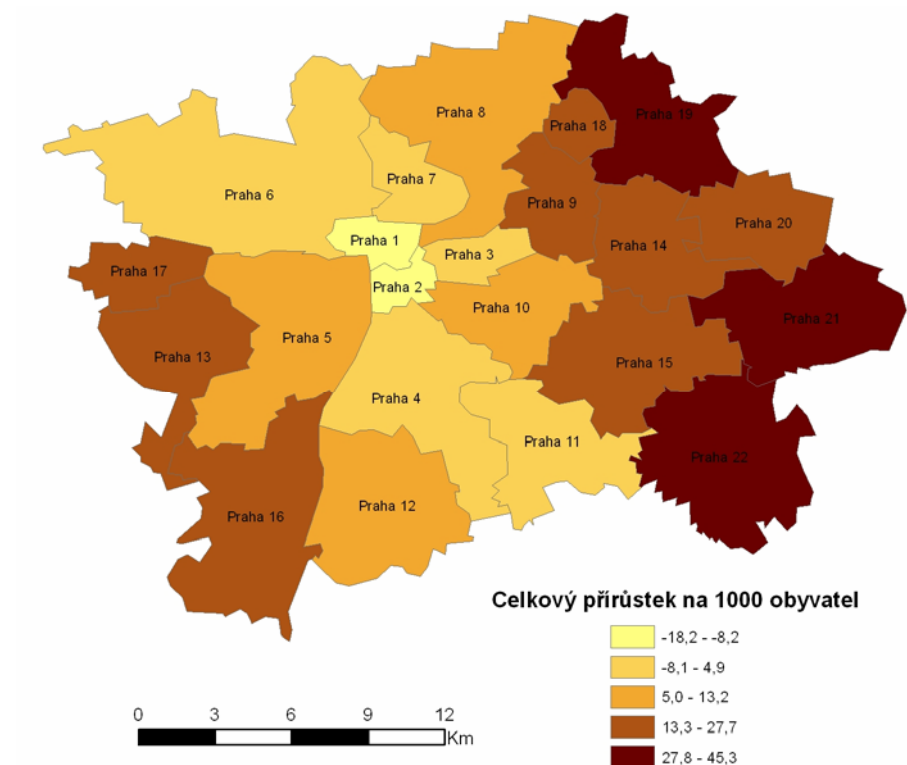 Praha 8
Praha 19
Praha 18
Praha 7
Praha 6
Praha 9
Praha 20
Praha 1
Praha 14
Praha 3
Praha 17
Praha 2
Praha 10
Praha 21
Praha 5
Praha 13
Praha 15
Praha 4
Praha 11
Praha 22
Praha 12
Praha 16
Celkový přírůstek na 1000 obyvatel
-18,2 - -8,2
-8,1 - 4,9
5,0 - 13,2
13,3 - 27,7
27,8 - 45,3
0 3 6 9 12
Km